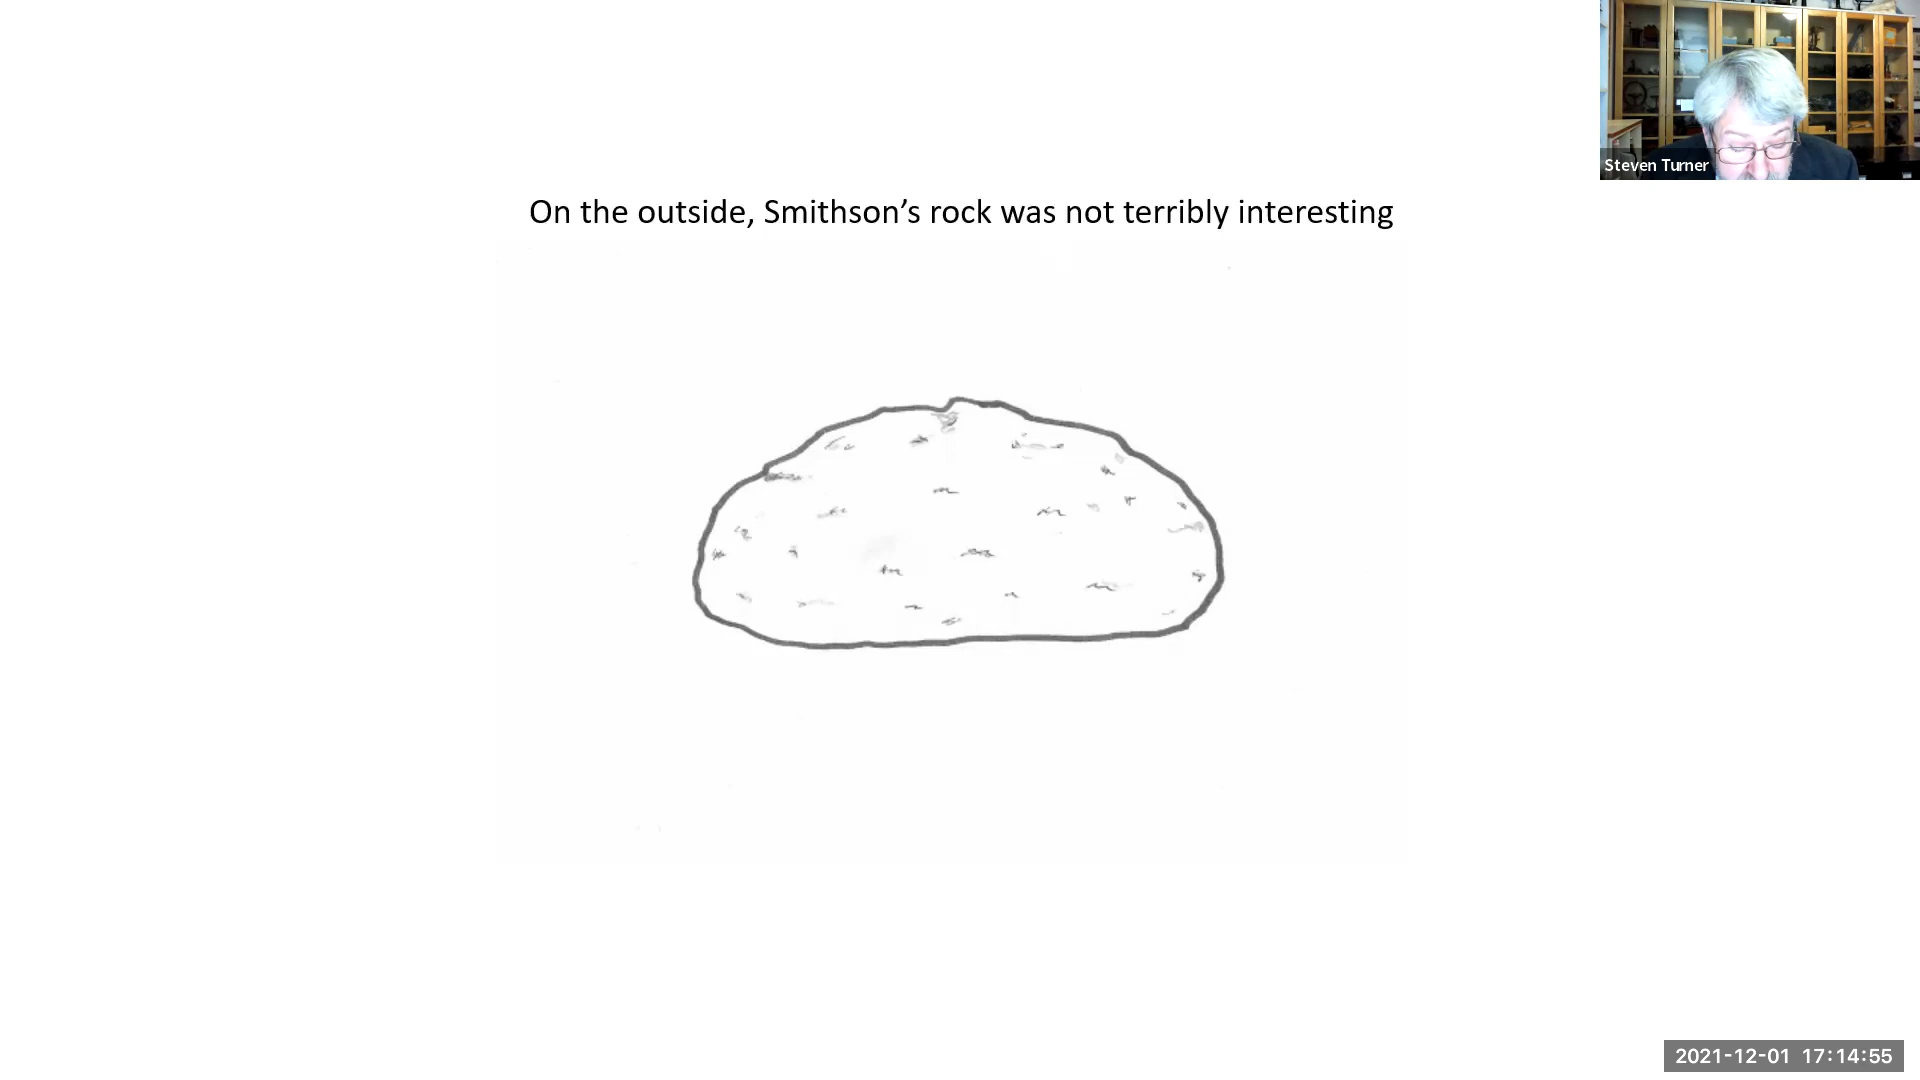 Steven Turner
On the outside, Smithson’s rock was not terribly interesting
2021-12-01 17:14:55